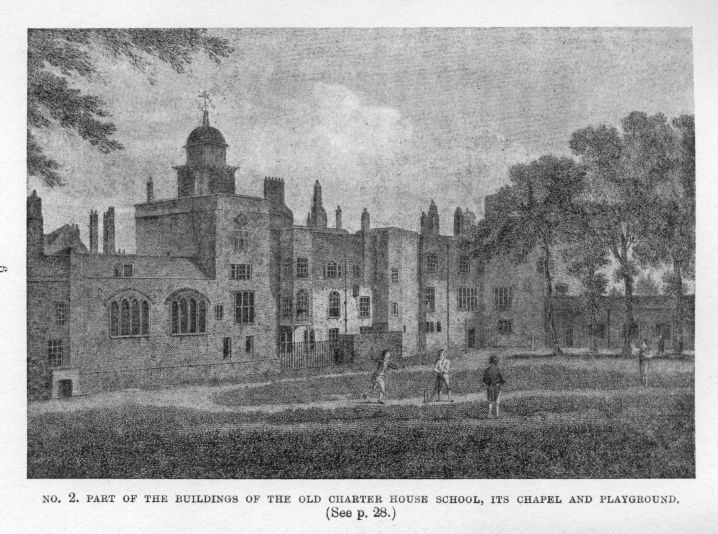 NO. 2. PART OF THE BUILDINGS OF THE OLD CHARTER HOUSE SCHOOL, ITS CHAPEL AND PLAYGROUND.
(See p. 28.)